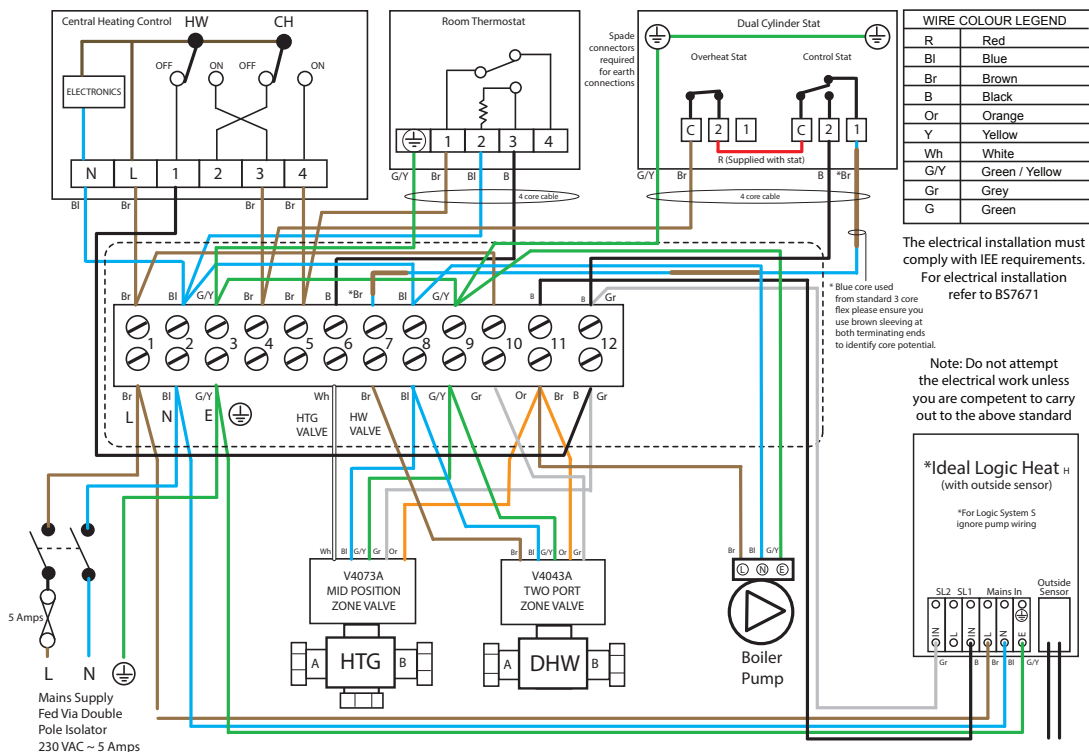 Central Heating Control
HW
CH
OFF
ON
OFF
ON
ELECTRONICS
N
L
1
2
3
4
Bl
Br
Br
Br
Room Thermostat
1
2
3
4
G/Y
Br
Bl
B
4 core cable
Spade
connectors
required
for earth
connections
Dual Cylinder Stat
Overheat Stat
Control Stat
C
2
1
C
2
1
R (Supplied with stat)
G/Y
Br
B
*Br
4 core cable
WIRE COLOUR LEGEND
R Red
Bl Blue
Br Brown
B Black
Or Orange
Y Yellow
Wh White
G/Y Green / Yellow
Gr Grey
G Green
The electrical installation must
comply with IEE requirements.
For electrical installation
refer to BS7671
* Blue core used
from standard 3 core
flex please ensure you
use brown sleeving at
both terminating ends
to identify core potential.
Note: Do not attempt
the electrical work unless
you are competent to carry
out to the above standard
Br
Bl
G/Y
Br
Br
B
*Br
Bl
G/Y
B
B
Gr
1
2
3
4
5
6
7
8
9
10
11
12
Br
Bl
G/Y
Wh
Br
Bl
G/Y
Gr
Or
Br
B
Gr
L
N
E
HTG
VALVE
HW
VALVE
5 Amps
L
N
Mains Supply
Fed Via Double
Pole Isolator
230 VAC ~ 5 Amps
Wh
Bl
G/Y
Gr
Or
V4073A
MID POSITION
ZONE VALVE
A
HTG
B
Br
Bl
G/Y
Or
Gr
V4043A
TWO PORT
ZONE VALVE
A
DHW
B
Br
Bl
G/Y
L
N
E
Boiler
Pump
*Ideal Logic Heat H
(with outside sensor)
*For Logic System S
ignore pump wiring
SL2
SL1
Mains In
Outside
Sensor
IN
L
IN
L
N
E
Gr
B
Br
Bl
G/Y